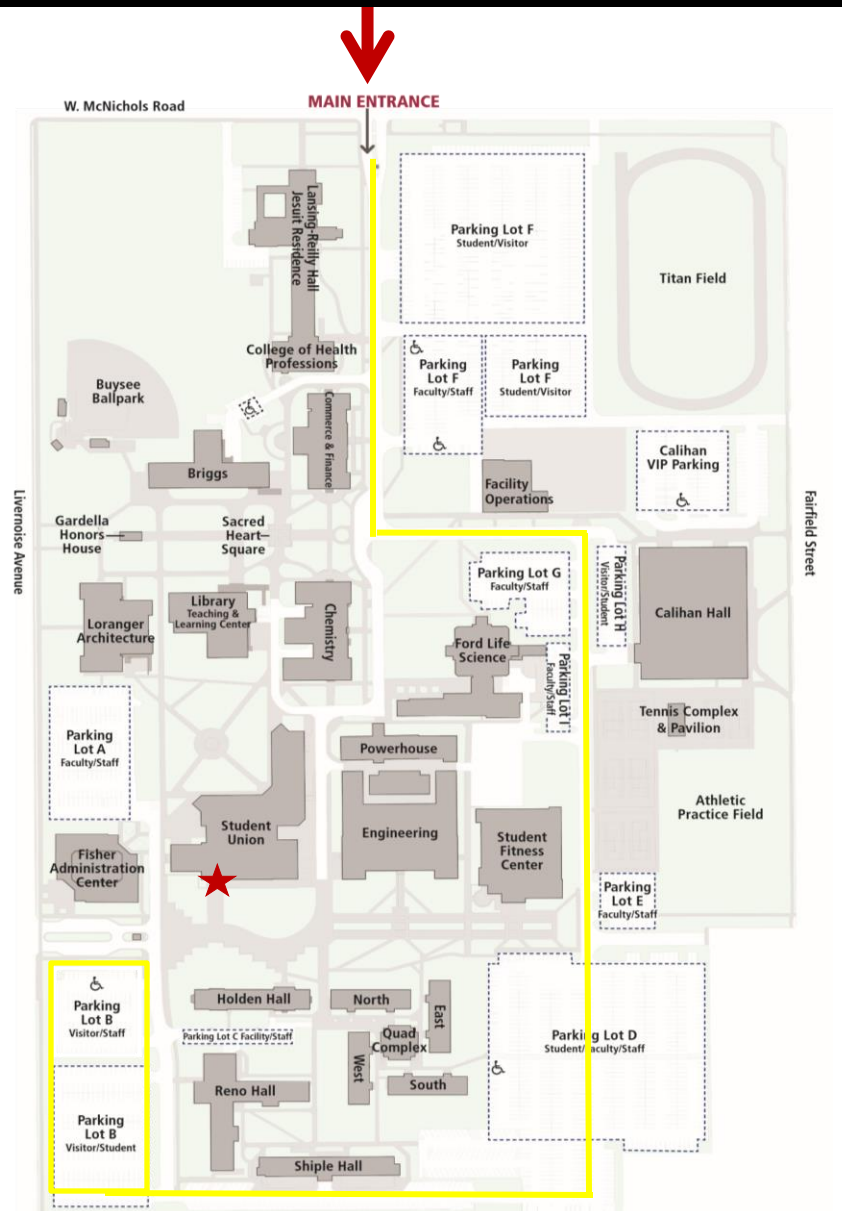 W. McNichols Road
MAIN ENTRANCE
Lansing-Reilly Hall
Jesuit Residence
Parking Lot F
Student/Visitor
Titan Field
College of Health
Professions
Parking
Lot F
Faculty/Staff
Parking
Lot F
Student/Visitor
Buysee
Ballpark
Commerce & Finance
Briggs
Calihan
VIP Parking
Facility
Operations
Livernoise Avenue
Fairfield Street
Gardella
Honors
House
Sacred
Heart
Square
Parking Lot G
Faculty/Staff
Parking Lot H
Visitor/Student
Calihan Hall
Loranger
Architecture
Library
Teaching &
Learning Center
Chemistry
Ford Life
Science
Parking Lot I
Faculty/Staff
Tennis Complex
& Pavilion
Parking
Lot A
Faculty/Staff
Powerhouse
Athletic
Practice Field
Student
Union
Engineering
Student
Fitness
Center
Fisher
Administration
Center
Parking
Lot E
Faculty/Staff
Parking
Lot B
Visitor/Staff
Holden Hall
North
East
Parking Lot C Facility/Staff
Quad
Complex
West
South
Parking Lot D
Student/Faculty/Staff
Reno Hall
Parking
Lot B
Visitor/Student
Shiple Hall